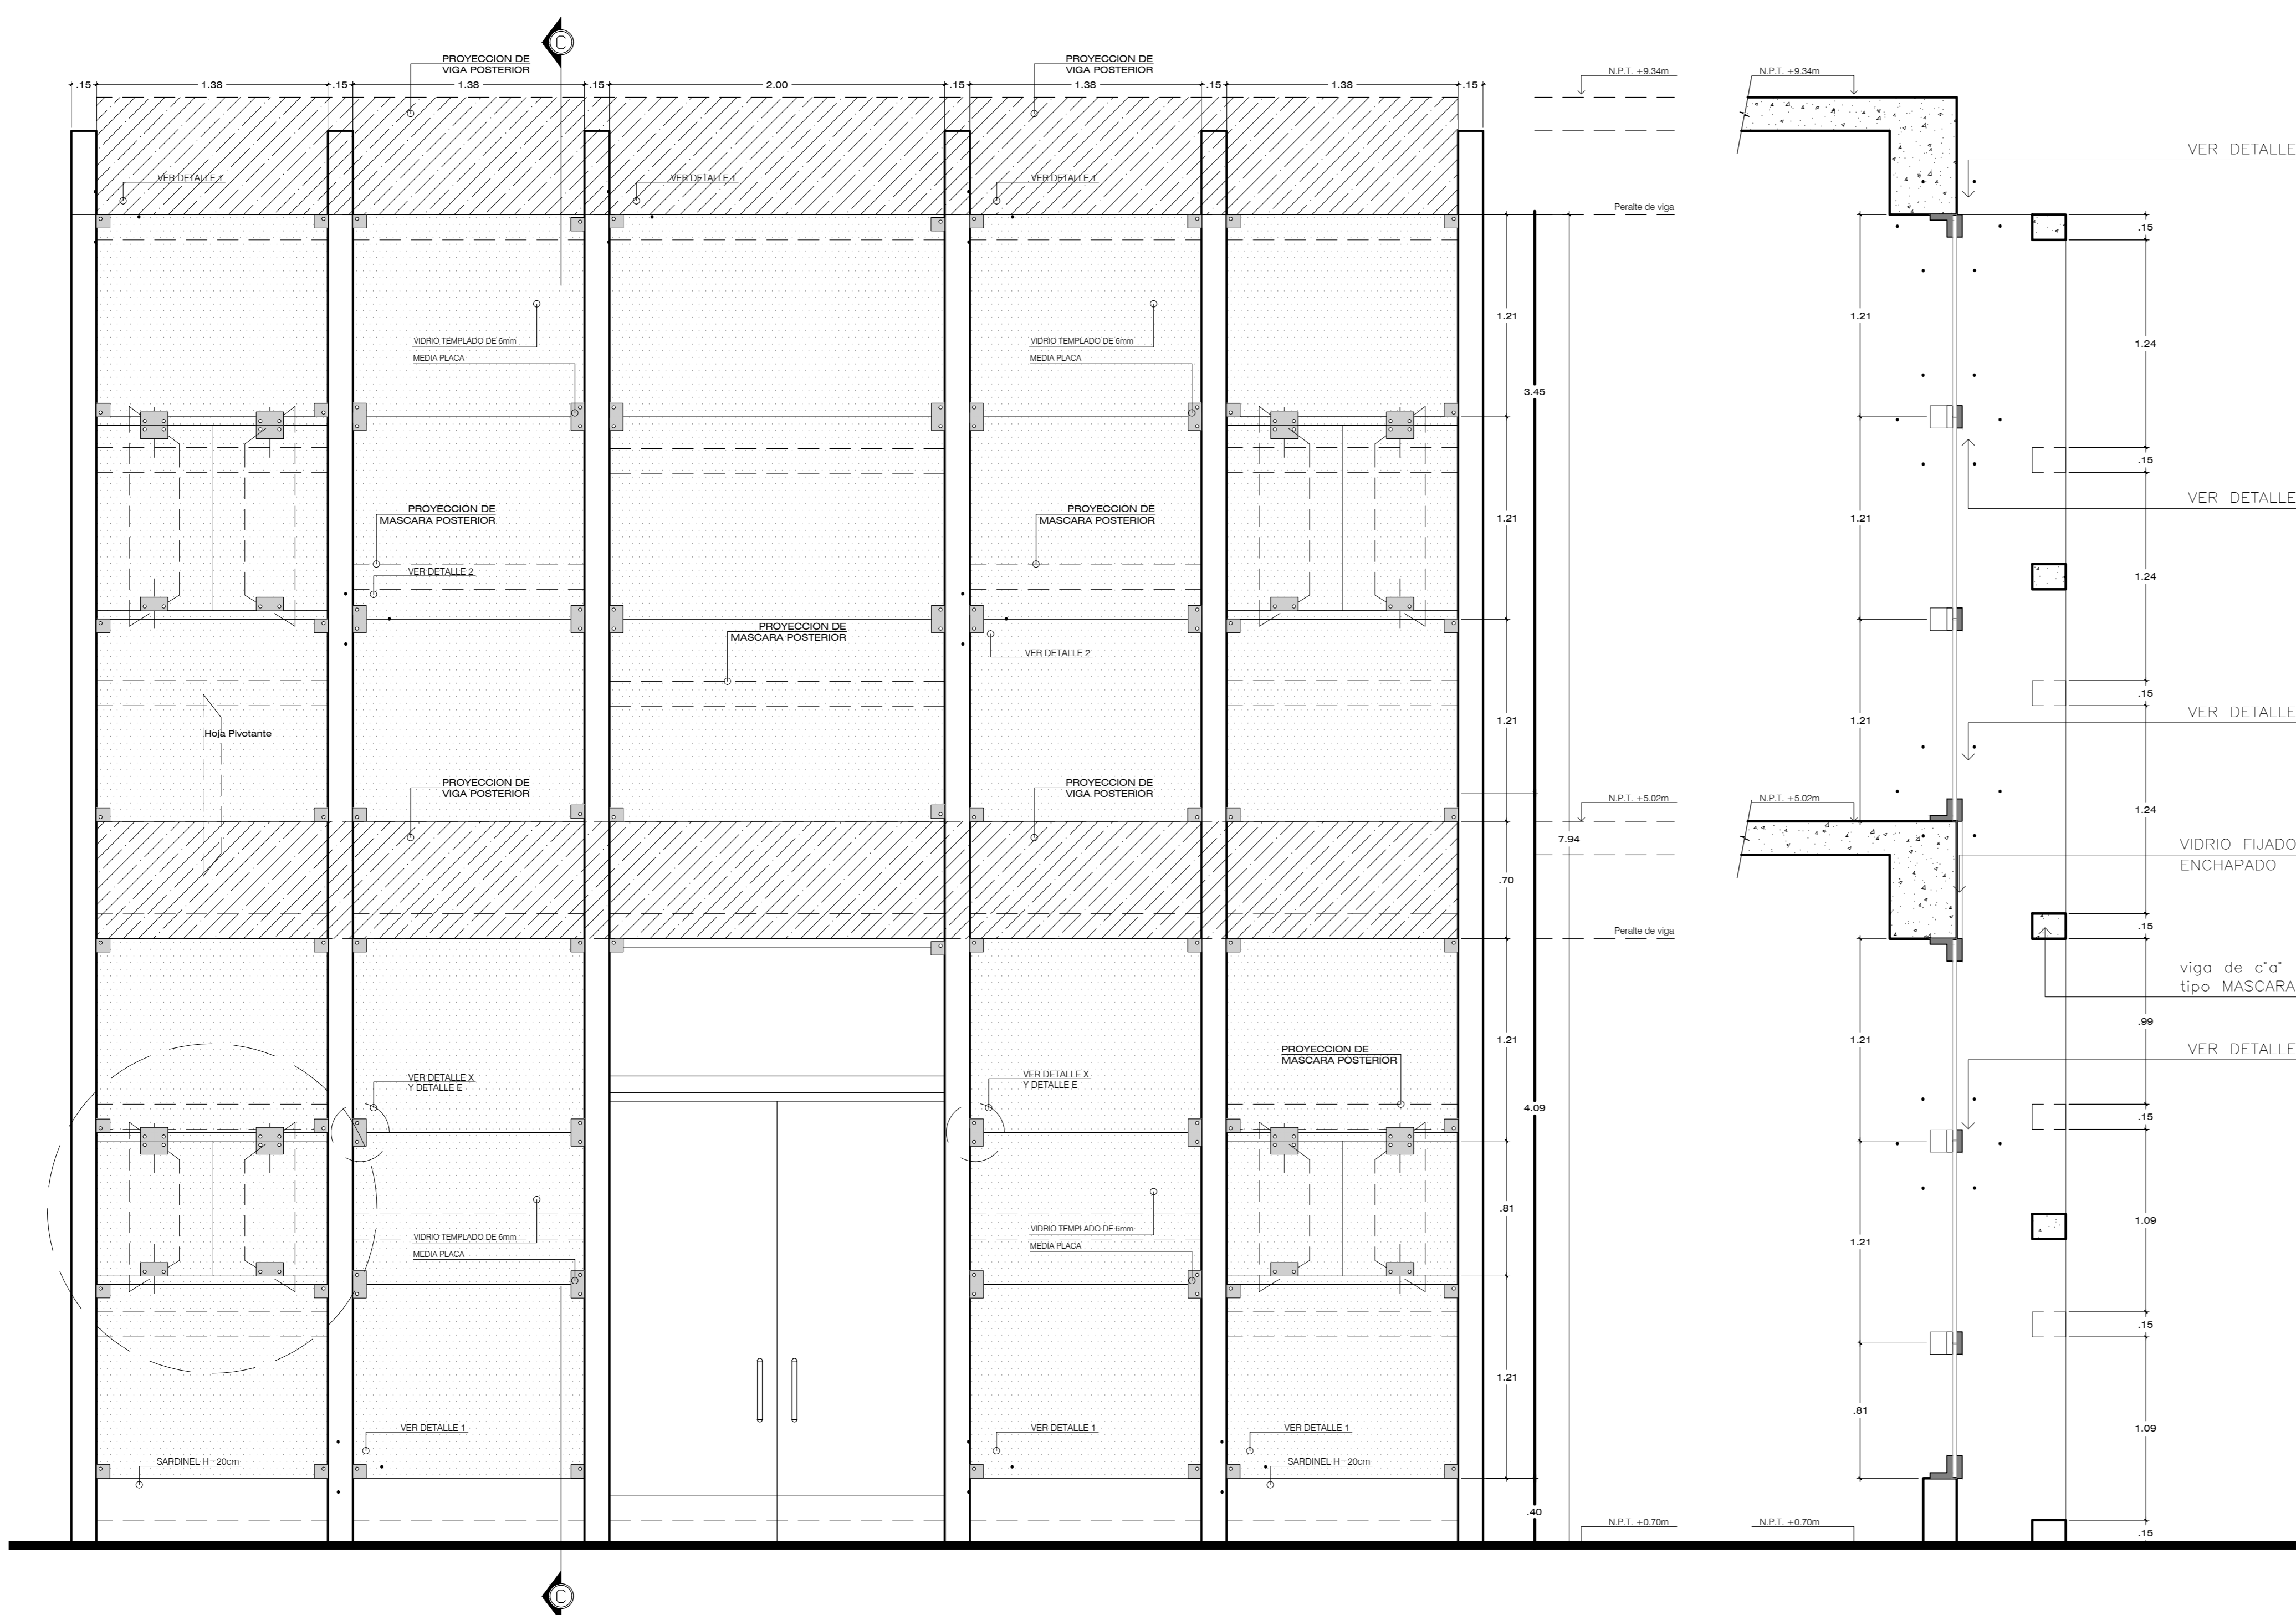 C
PROYECCION DE
VIGA POSTERIOR
PROYECCION DE
VIGA POSTERIOR
.15
1.38
.15
1.38
.15
2.00
.15
1.38
.15
1.38
.15
N.P.T. +9.34m
N.P.T. +9.34m
VER DETALLE
VER DETALLE 1
VER DETALLE 1
VER DETALLE 1
Peralte de viga
.15
1.21
1.21
1.24
VIDRIO TEMPLADO DE 6mm
MEDIA PLACA
VIDRIO TEMPLADO DE 6mm
MEDIA PLACA
3.45
.15
VER DETALLE
PROYECCION DE
MASCARA POSTERIOR
PROYECCION DE
MASCARA POSTERIOR
1.21
1.21
VER DETALLE 2
1.24
PROYECCION DE
MASCARA POSTERIOR
VER DETALLE 2
.15
VER DETALLE
1.21
1.21
Hoja Pivotante
PROYECCION DE
VIGA POSTERIOR
PROYECCION DE
VIGA POSTERIOR
N.P.T. +5.02m
N.P.T. +5.02m
1.24
7.94
VIDRIO FIJADO
ENCHAPADO
.70
.15
Peralte de viga
viga de c°a°
tipo MASCARA
.99
1.21
1.21
PROYECCION DE
MASCARA POSTERIOR
VER DETALLE
VER DETALLE X
Y DETALLE E
VER DETALLE X
Y DETALLE E
4.09
.15
.81
1.09
VIDRIO TEMPLADO DE 6mm
MEDIA PLACA
VIDRIO TEMPLADO DE 6mm
MEDIA PLACA
1.21
.15
1.21
.81
VER DETALLE 1
VER DETALLE 1
VER DETALLE 1
1.09
SARDINEL H=20cm
SARDINEL H=20cm
.40
N.P.T. +0.70m
N.P.T. +0.70m
.15
C